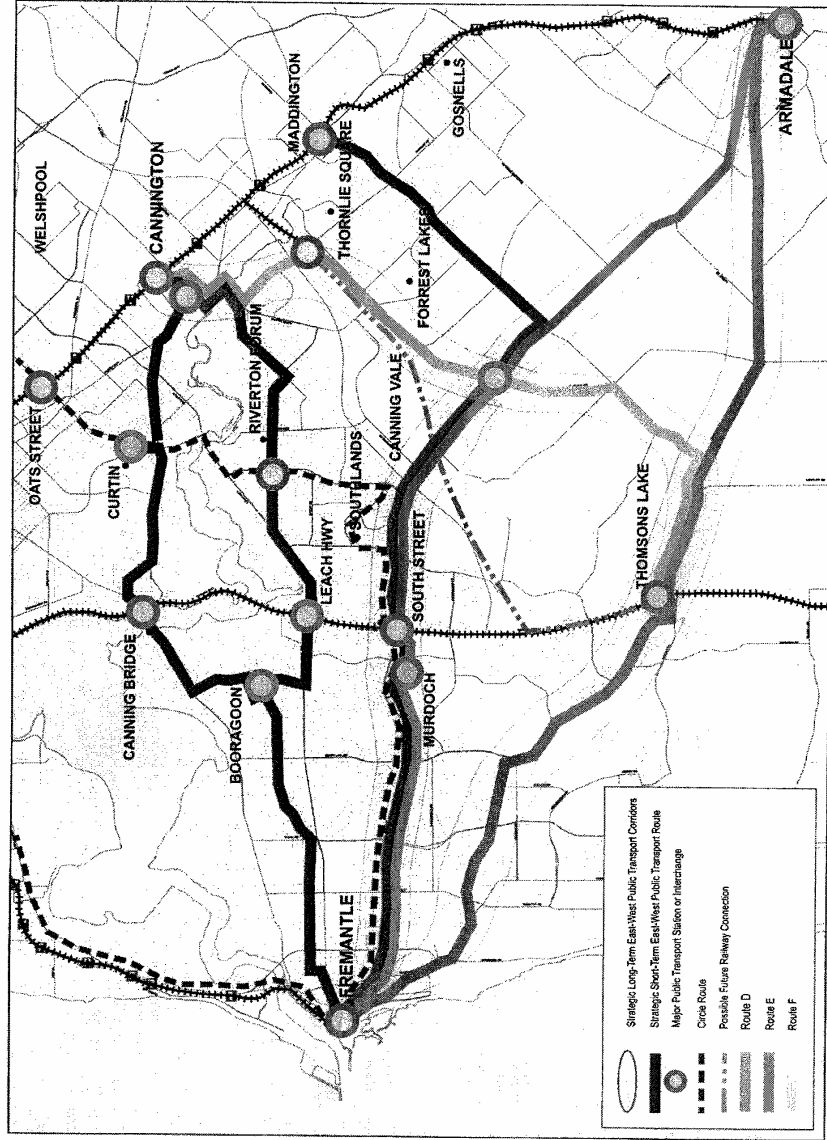 WELSHPOOL
OATS STREET
CANNINGTON
MADDINGTON
CURTIN
THORNLIE SQUARE
GOSNELLS
RIVERTON FORUM
FORREST LAKES
CANNING BRIDGE
SOUTHLANDS
CANNING VALE
LEACH HWY
BOORAGOON
SOUTH STREET
ARMADALE
MURDOCH
THOMSONS LAKE
FREMANTLE
Strategic Long-Term East-West Public Transport Corridors
Strategic Short-Term East-West Public Transport Route
Major Public Transport Station or Interchange
Circle Route
Possible Future Railway Connection
Route D
Route E
Route F